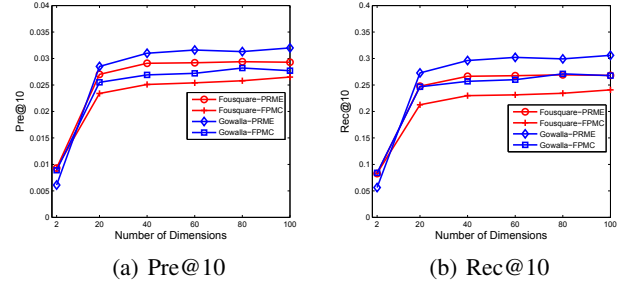 0.04
0.035
0.03
0.025
0.02
0.015
0.01
0.005
0
Pre@10
2 20 40 60 80 100
Number of Dimensions
Fousquare-PRME
Fousquare-FPMC
Gowalla-PRME
Gowalla-FPMC
(a) Pre@10
0.4
0.35
0.3
0.25
0.2
0.15
0.1
0.05
0
Rec@10
2 20 40 60 80 100
Number of Dimensions
Fousquare-PRME
Fousquare-FPMC
Gowalla-PRME
Gowalla-FPMC
(b) Rec@10